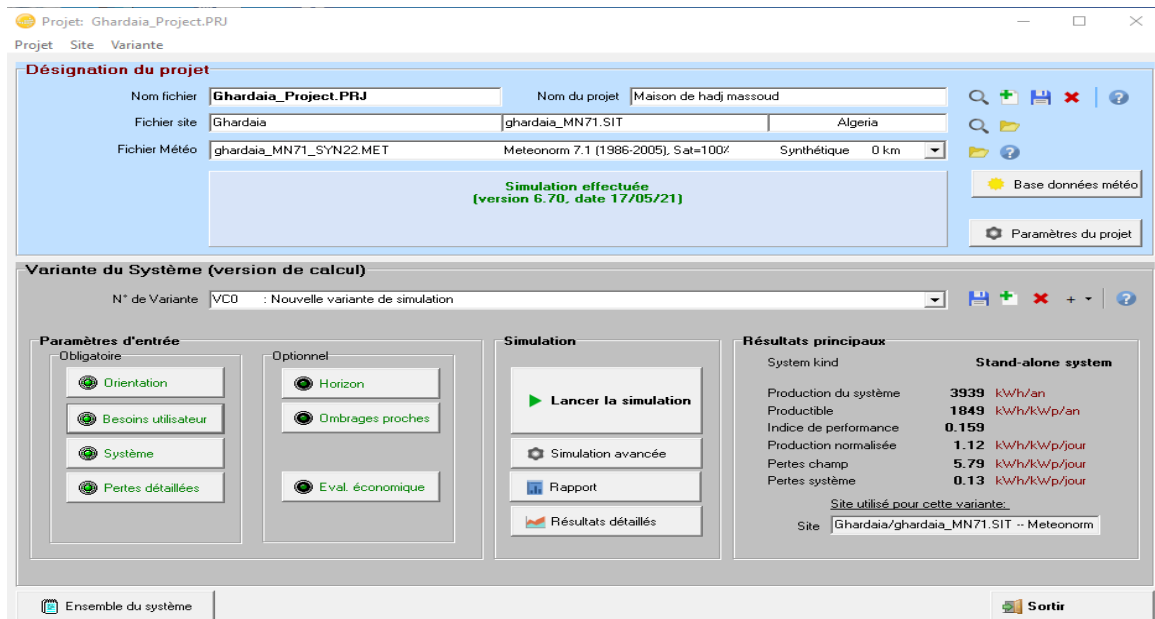 Projet: Ghardaia_Project.PRJ
Projet Site Variante
Désignation du projet
Nom fichier Ghardaia_Project.PRJ Nom du projet Maison de hadj massoud
Fichier site Ghardaia ghardaia_MN71.SIT Algeria
Fichier Météo ghardaia_MN71_SYN22.MET Meteonorm 7.1 (1986-2005), Sat=100% Synthétique 0 km
Simulation effectuée
(version 6.70, date 17/05/21)
Base données météo
Paramètres du projet
Variante du Système (version de calcul)
N° de Variante VC0 : Nouvelle variante de simulation
Paramètres d'entrée
Obligatoire
Orientation
Besoins utilisateur
Système
Pertes détaillées
Optionnel
Horizon
Ombrages proches
Eval. économique
Simulation
Lancer la simulation
Simulation avancée
Rapport
Résultats détaillés
Résultats principaux
System kind Stand-alone system
Production du système 3939 kWh/an
Productible 1849 kWh/kWp/an
Indice de performance 0.159
Production normalisée 1.12 kWh/kWp/jour
Pertes champ 5.79 kWh/kWp/jour
Pertes système 0.13 kWh/kWp/jour
Site utilisé pour cette variante:
Site Ghardaia/ghardaia_MN71.SIT -- Meteonorm
Ensemble du système
Sortir